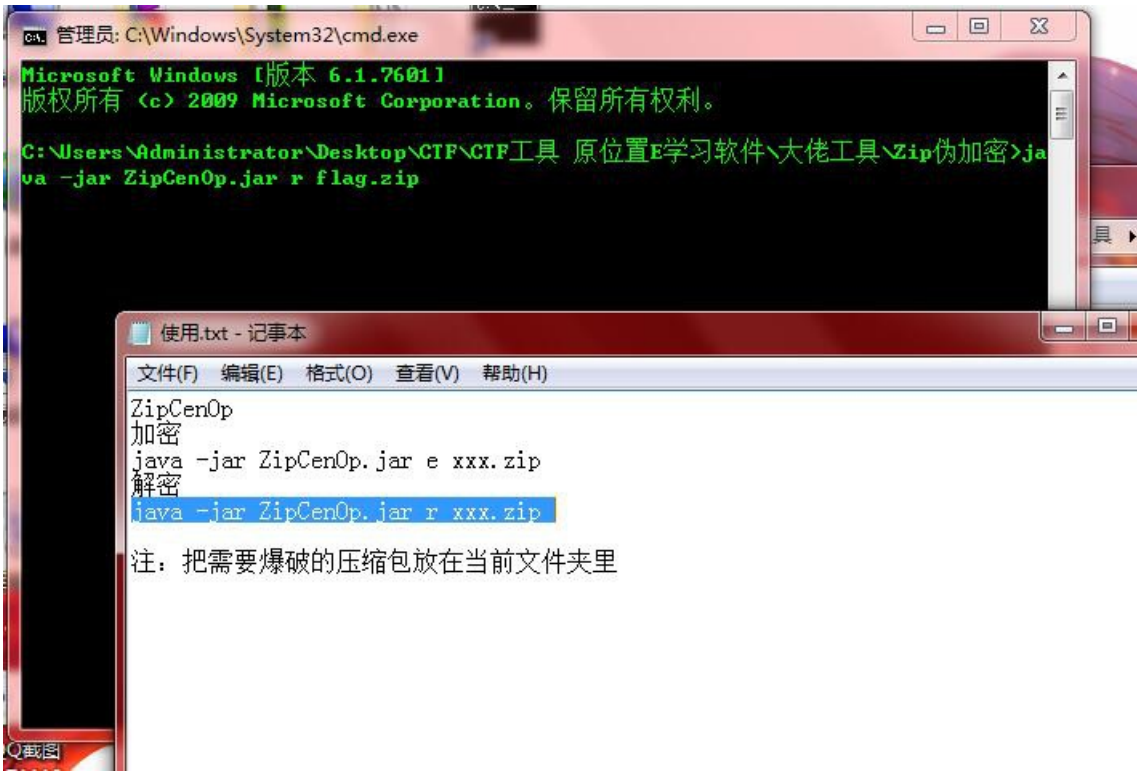 管理员: C:\Windows\System32\cmd.exe
Microsoft Windows [版本 6.1.7601]
版权所有 (c) 2009 Microsoft Corporation。保留所有权利。
C:\Users\Administrator\Desktop\CTF\CTF工具 原位置E学习软件\大佬工具\Zip伪加密>ja
va -jar ZipCenOp.jar r flag.zip
具
使用.txt - 记事本
文件(F) 编辑(E) 格式(O) 查看(V) 帮助(H)
ZipCenOp
加密
java -jar ZipCenOp.jar e xxx.zip
解密
java -jar ZipCenOp.jar r xxx.zip
注：把需要爆破的压缩包放在当前文件夹里
QQ截图